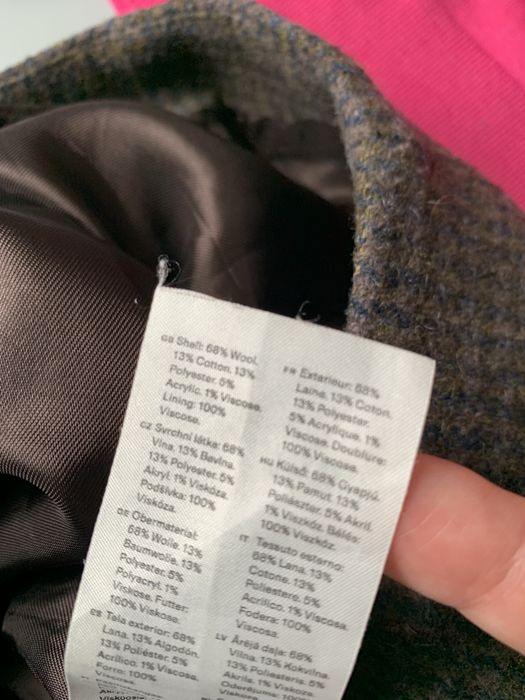 GB Shell: 68% Wool.
13% Cotton. 13%
Polyester. 5%
Acrylic. 1% Viscose.
Lining: 100%
Viscose.
CZ Svrchní látka: 68%
Vlna. 13% Bavlna.
13% Polyester. 5%
Akryl. 1% Viskóza.
Podšívka: 100%
Viskóza.
DE Obermaterial:
68% Wolle. 13%
Baumwolle. 13%
Polyester. 5%
Polyacryl. 1%
Viskose. Futter:
100% Viskose.
ES Tela exterior: 68%
Lana. 13% Algodón.
13% Poliéster. 5%
Acrílico. 1% Viscosa.
Forro: 100%
Viscosa.
FR Exterieur: 68%
Laine. 13% Coton.
13% Polyester.
5% Acrylique. 1%
Viscose. Doublure:
100% Viscose.
HU Külső: 68% Gyapjú.
13% Pamut. 13%
Poliészter. 5% Akril.
1% Viszkóz. Bélés:
100% Viszkóz.
IT Tessuto esterno:
68% Lana. 13%
Cotone. 13%
Poliestere. 5%
Acrilico. 1% Viscosa.
Fodera: 100%
Viscosa.
LV Ārējā daļa: 68%
Vilna. 13% Kokvilna.
13% Poliesteris. 5%
Akrils. 1% Viskoze.
Oderējums: 100%
Viskoze.